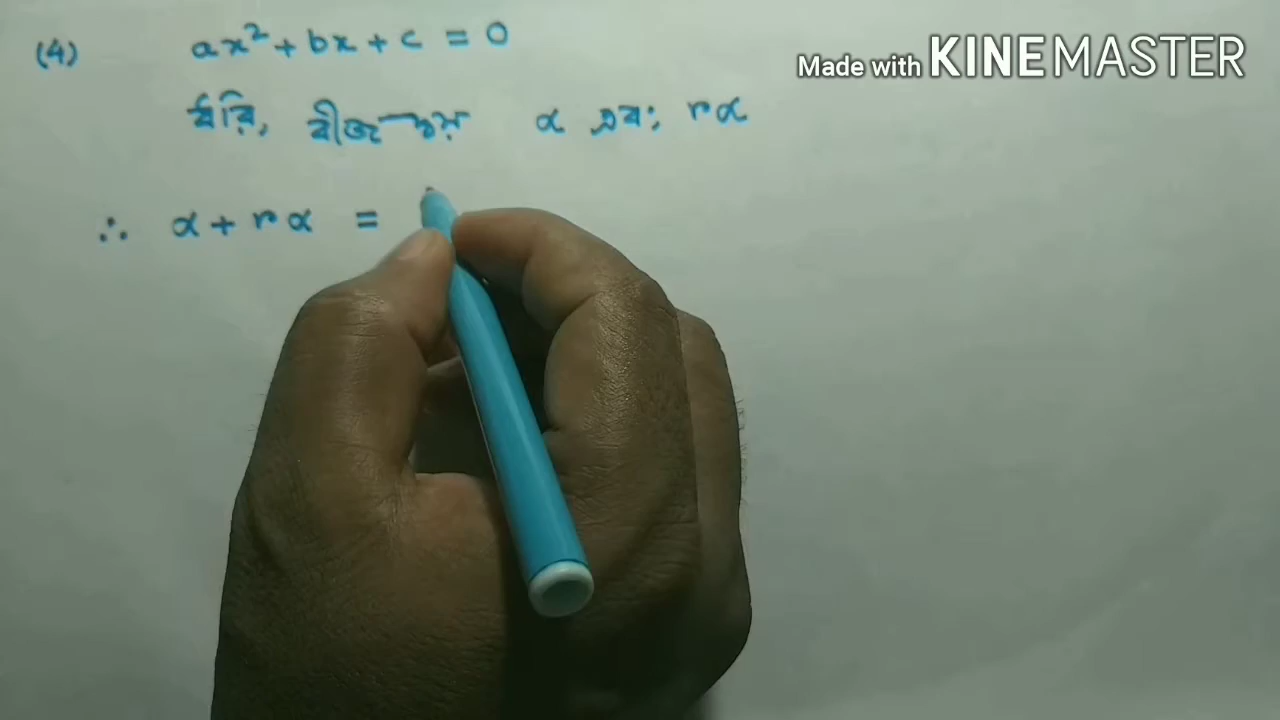 (4) ax² + bx + c = 0
Made with KINEMASTER
ধরি, বীজদ্বয় α এবং rα
∴ α + rα =